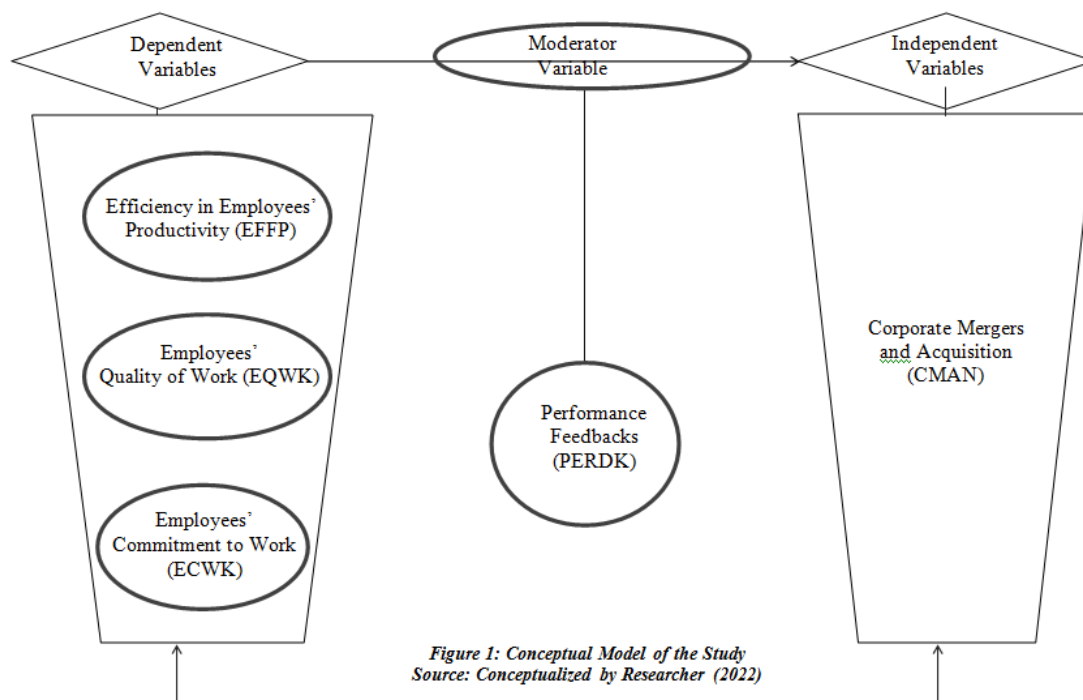 Dependent
Variables
Moderator
Variable
Independent
Variables
Efficiency in Employees’
Productivity (EFFP)
Employees’
Quality of Work (EQWK)
Employees’
Commitment to Work
(ECWK)
Performance
Feedbacks
(PERDK)
Corporate Mergers
and Acquisition
(CMAN)
Figure 1: Conceptual Model of the Study
Source: Conceptualized by Researcher (2022)